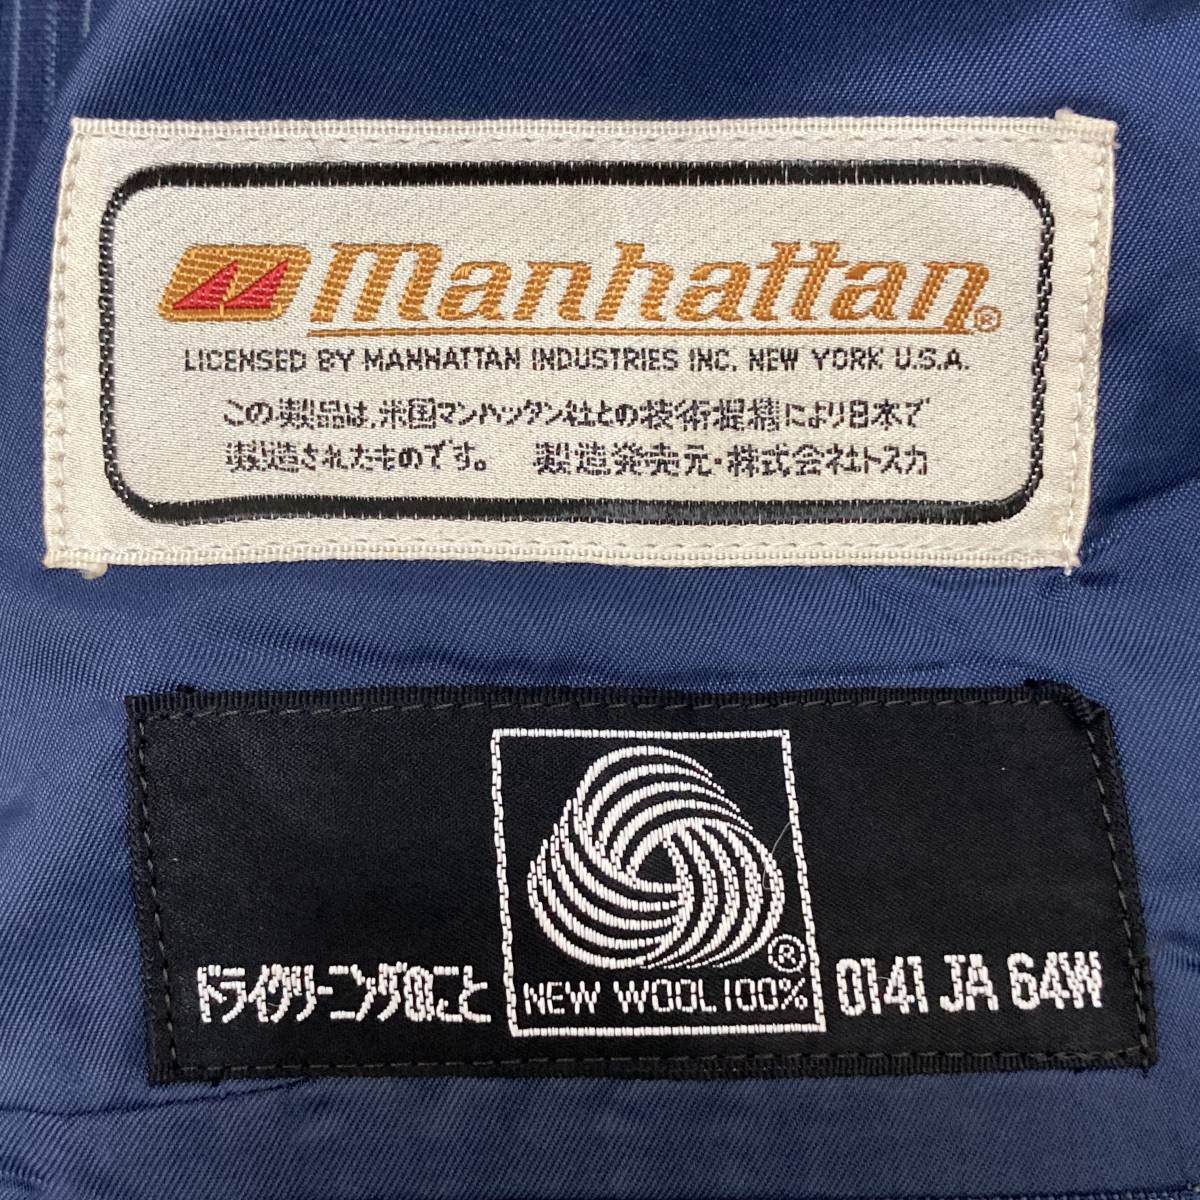 manhattan®
LICENSED BY MANHATTAN INDUSTRIES INC. NEW YORK U.S.A.
この製品は、米国マンハッタン社との技術提携により日本で
製造されたものです。 製造発売元・株式会社トスカ
®
NEW WOOL 100%
ドライクリーニングのこと
0141 JA 64W